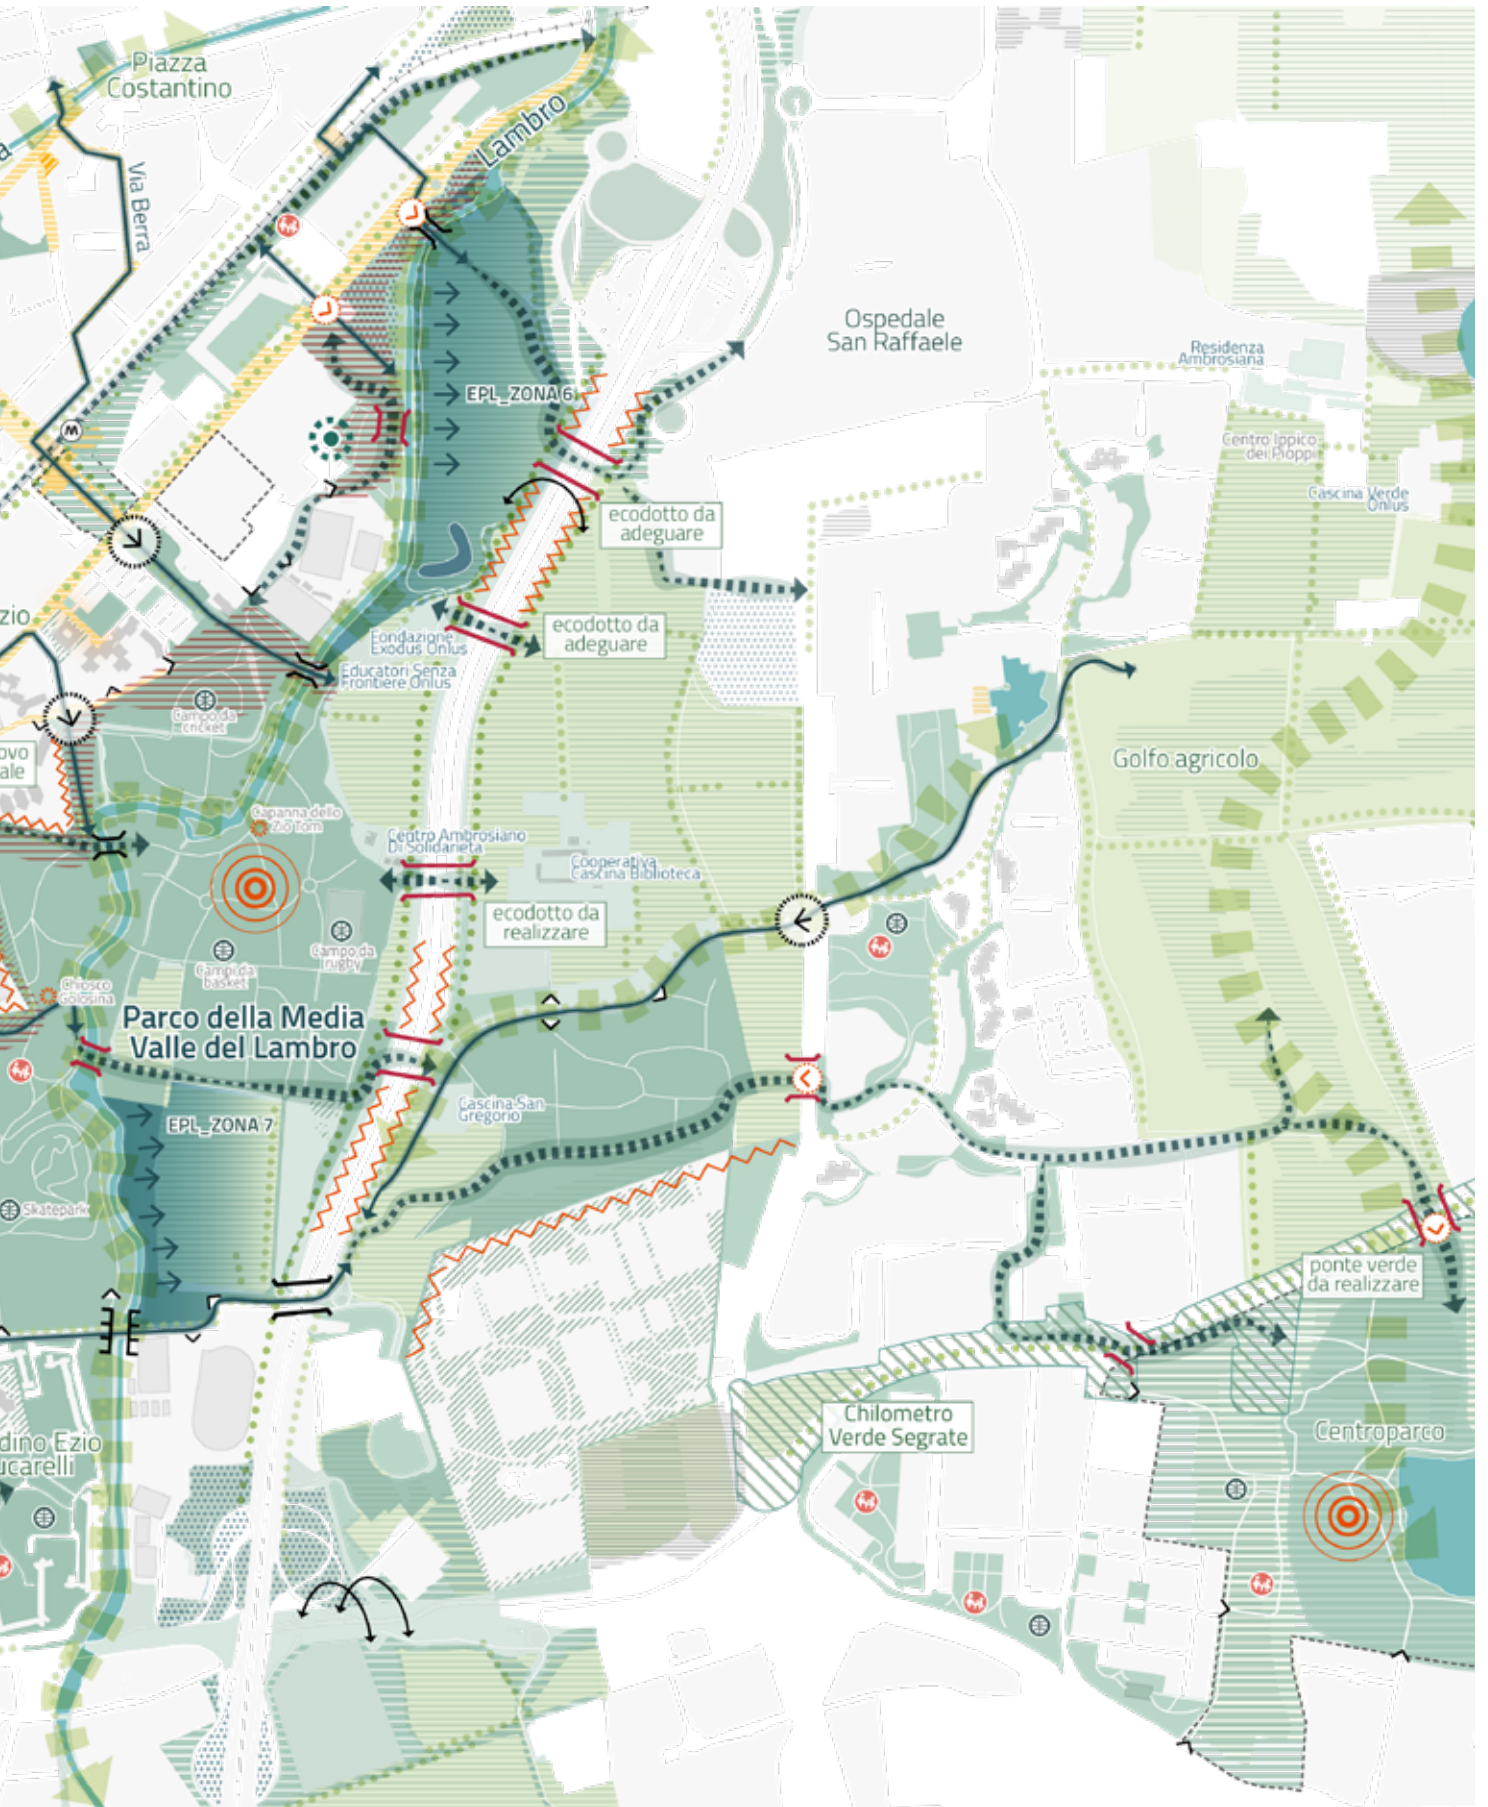 Piazza
Costantino
Lambro
Via Berra
Ospedale
San Raffaele
Residenza
Ambrosiana
EPL_ZONA 6
M
Centro Ippico
dei Pioppi
Cascina Verde
Onlus
ecodotto da
adeguare
zio
ecodotto da
adeguare
Fondazione
Exodus Onlus
Educatori Senza
Frontiere Onlus
Campo da
cricket
ovo
ale
Golfo agricolo
Capanna dello
Zio Tom
Centro Ambrosiano
Di Solidarietà
Cooperativa
Cascina Biblioteca
ecodotto da
realizzare
Campo da
rugby
Campi da
basket
Chiosco
Golosina
Parco della Media
Valle del Lambro
Cascina San
Gregorio
EPL_ZONA 7
Skatepark
ponte verde
da realizzare
Chilometro
Verde Segrate
Centroparco
dino Ezio
ucarelli